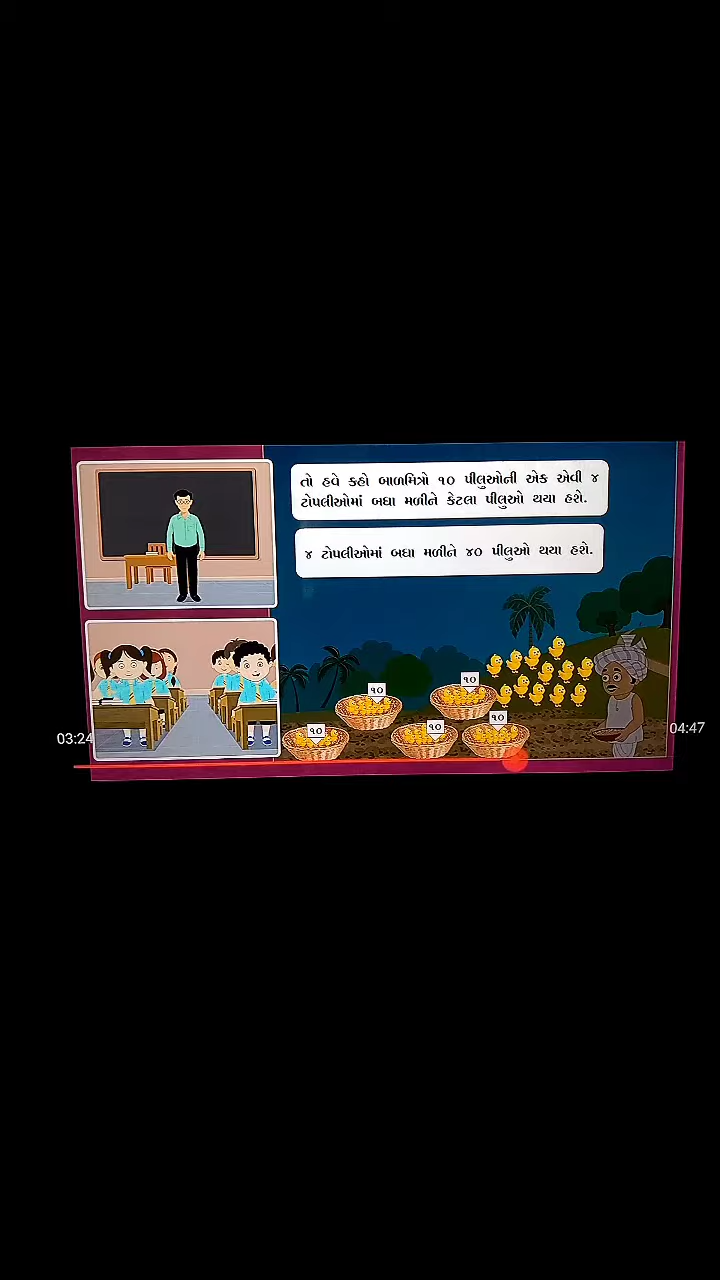 તો હવે કહો બાળમિત્રો ૧૦ પીલુઓની એક એવી ૪
ટોપલીઓમાં બધા મળીને કેટલા પીલુઓ થયા હશે.
૪ ટોપલીઓમાં બધા મળીને ૪૦ પીલુઓ થયા હશે.
૧૦
૧૦
૧૦
૧૦
૧૦
03:24
04:47